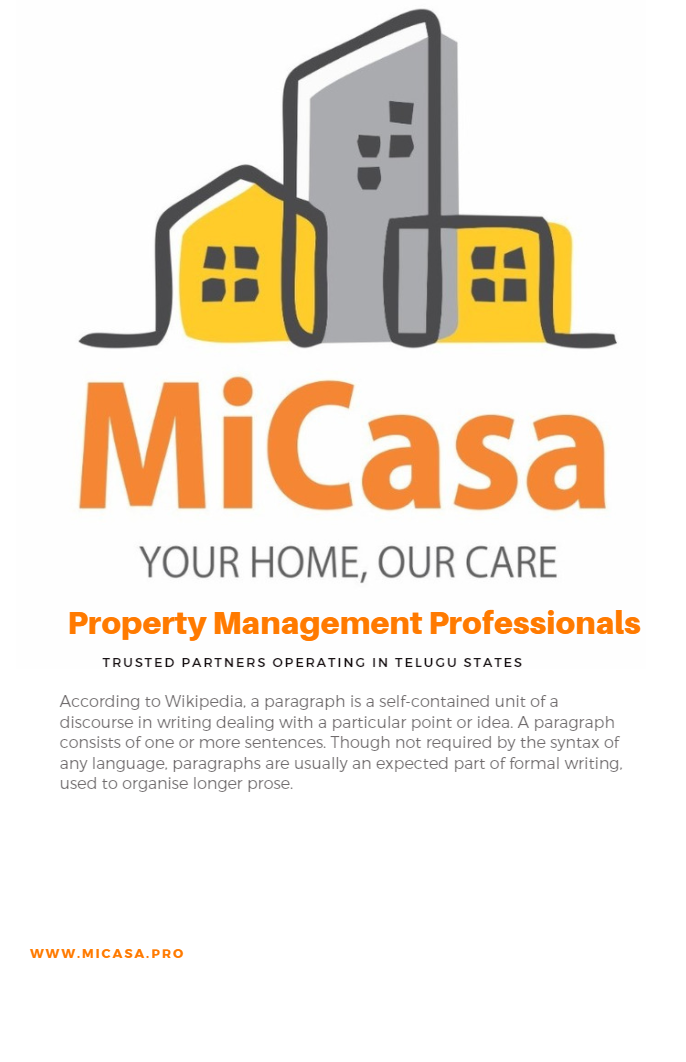 MiCasa
YOUR HOME, OUR CARE
Property Management Professionals
TRUSTED PARTNERS OPERATING IN TELUGU STATES
According to Wikipedia, a paragraph is a self-contained unit of a
discourse in writing dealing with a particular point or idea. A paragraph
consists of one or more sentences. Though not required by the syntax of
any language, paragraphs are usually an expected part of formal writing,
used to organise longer prose.
WWW.MICASA.PRO